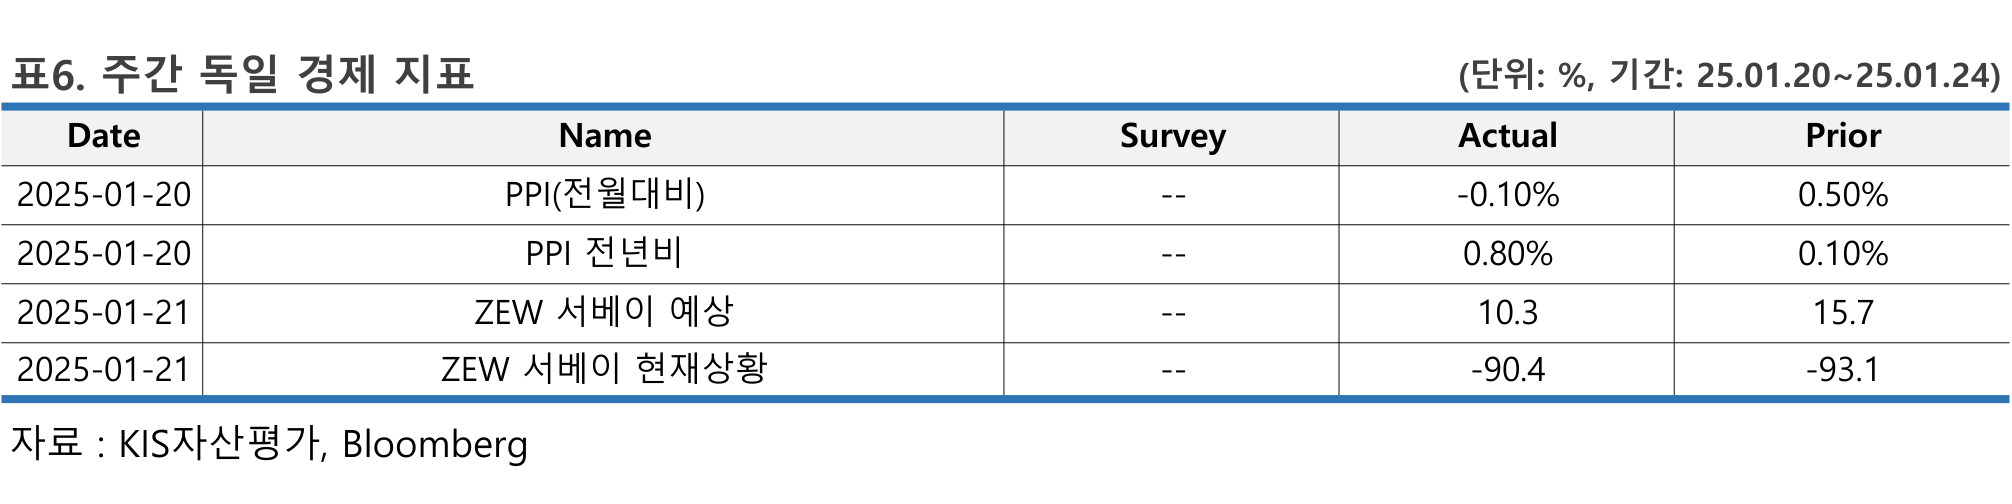 표6. 주간 독일 경제 지표 (단위: %, 기간: 25.01.20~25.01.24)
Date Name Survey Actual Prior
2025-01-20 PPI(전월대비) -- -0.10% 0.50%
2025-01-20 PPI 전년비 -- 0.80% 0.10%
2025-01-21 ZEW 서베이 예상 -- 10.3 15.7
2025-01-21 ZEW 서베이 현재상황 -- -90.4 -93.1
자료 : KIS자산평가, Bloomberg